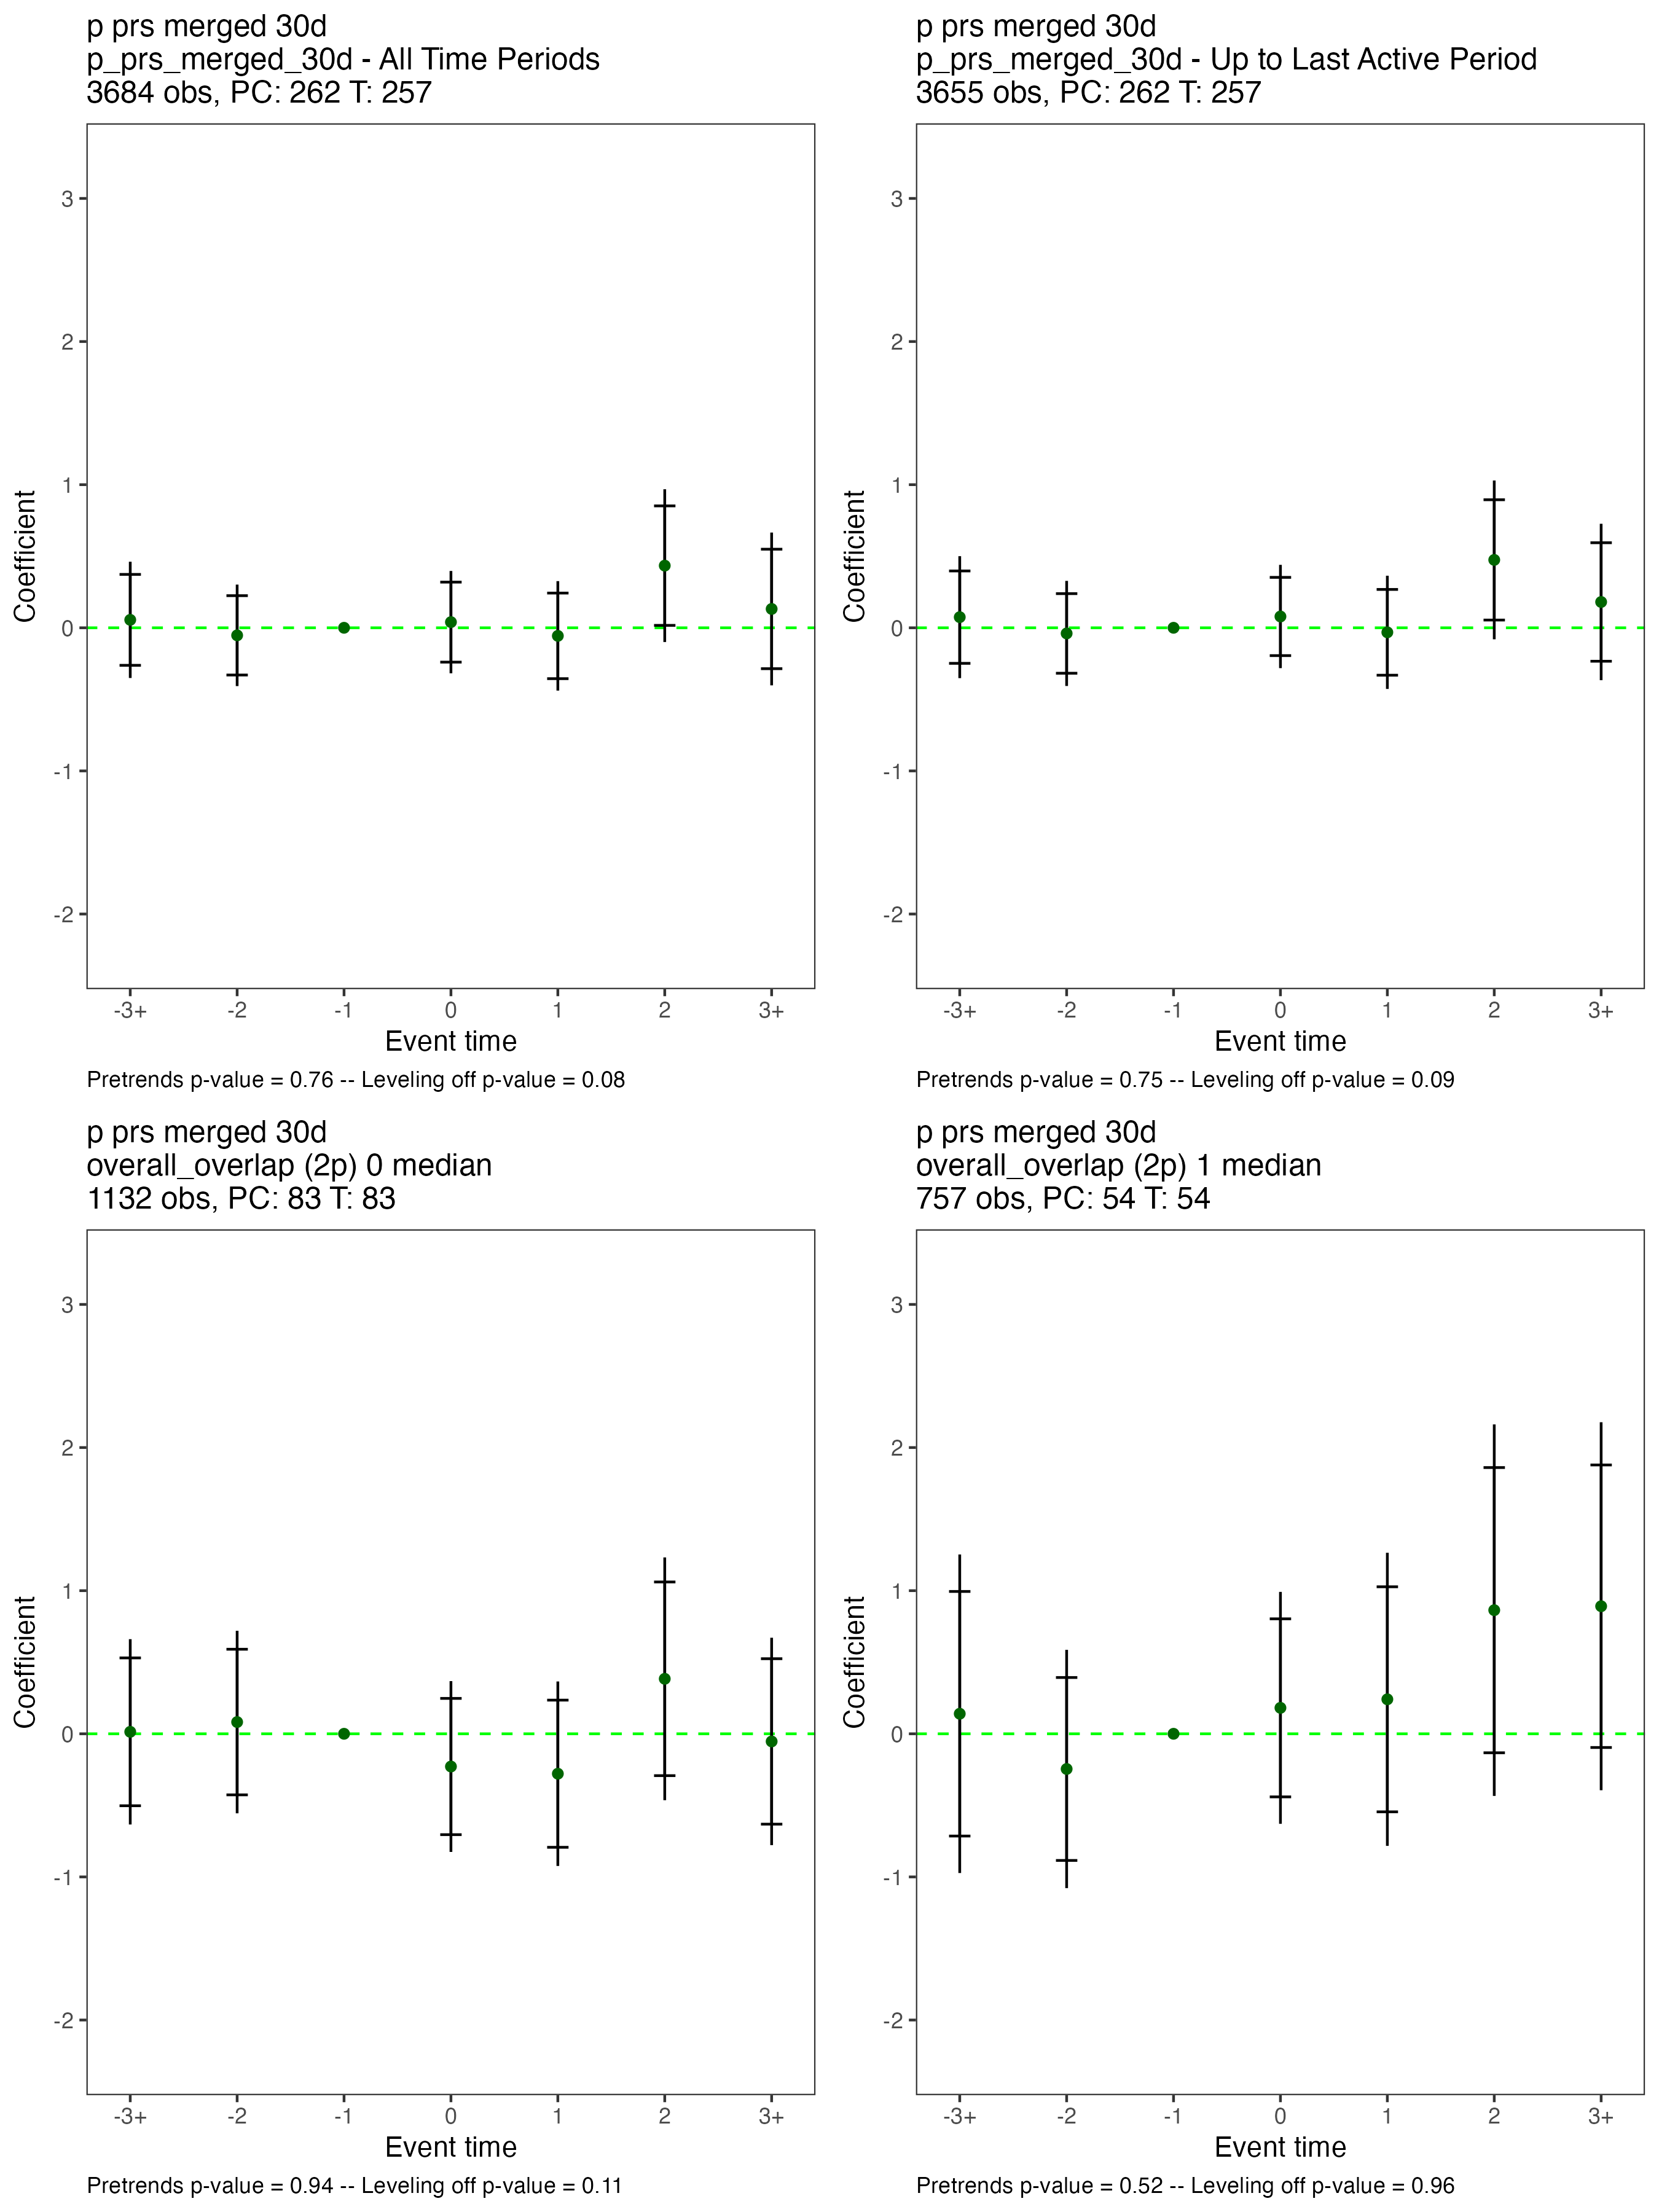 p prs merged 30d
p_prs_merged_30d - All Time Periods
3684 obs, PC: 262 T: 257
3
2
1
0
-1
-2
Coefficient
-3+ -2 -1 0 1 2 3+
Event time
Pretrends p-value = 0.76 -- Leveling off p-value = 0.08
p prs merged 30d
p_prs_merged_30d - Up to Last Active Period
3655 obs, PC: 262 T: 257
3
2
1
0
-1
-2
Coefficient
-3+ -2 -1 0 1 2 3+
Event time
Pretrends p-value = 0.75 -- Leveling off p-value = 0.09
p prs merged 30d
overall_overlap (2p) 0 median
1132 obs, PC: 83 T: 83
3
2
1
0
-1
-2
Coefficient
-3+ -2 -1 0 1 2 3+
Event time
Pretrends p-value = 0.94 -- Leveling off p-value = 0.11
p prs merged 30d
overall_overlap (2p) 1 median
757 obs, PC: 54 T: 54
3
2
1
0
-1
-2
Coefficient
-3+ -2 -1 0 1 2 3+
Event time
Pretrends p-value = 0.52 -- Leveling off p-value = 0.96